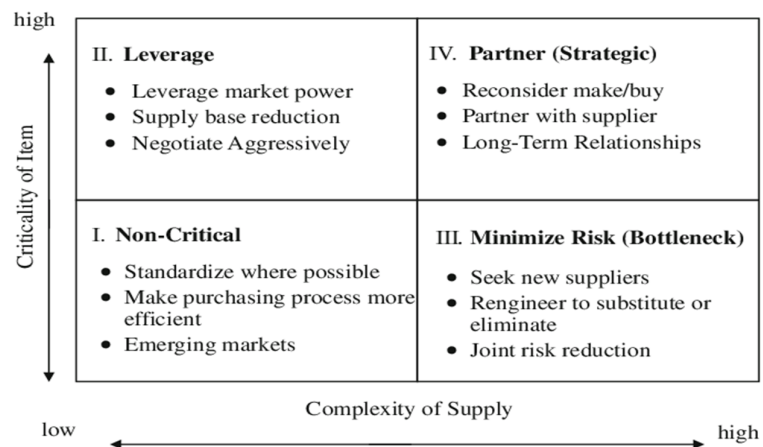 high
II. Leverage
• Leverage market power
• Supply base reduction
• Negotiate Aggressively
IV. Partner (Strategic)
• Reconsider make/buy
• Partner with supplier
• Long-Term Relationships
Criticality of Item
I. Non-Critical
• Standardize where possible
• Make purchasing process more
efficient
• Emerging markets
III. Minimize Risk (Bottleneck)
• Seek new suppliers
• Rengineer to substitute or
eliminate
• Joint risk reduction
Complexity of Supply
low
high